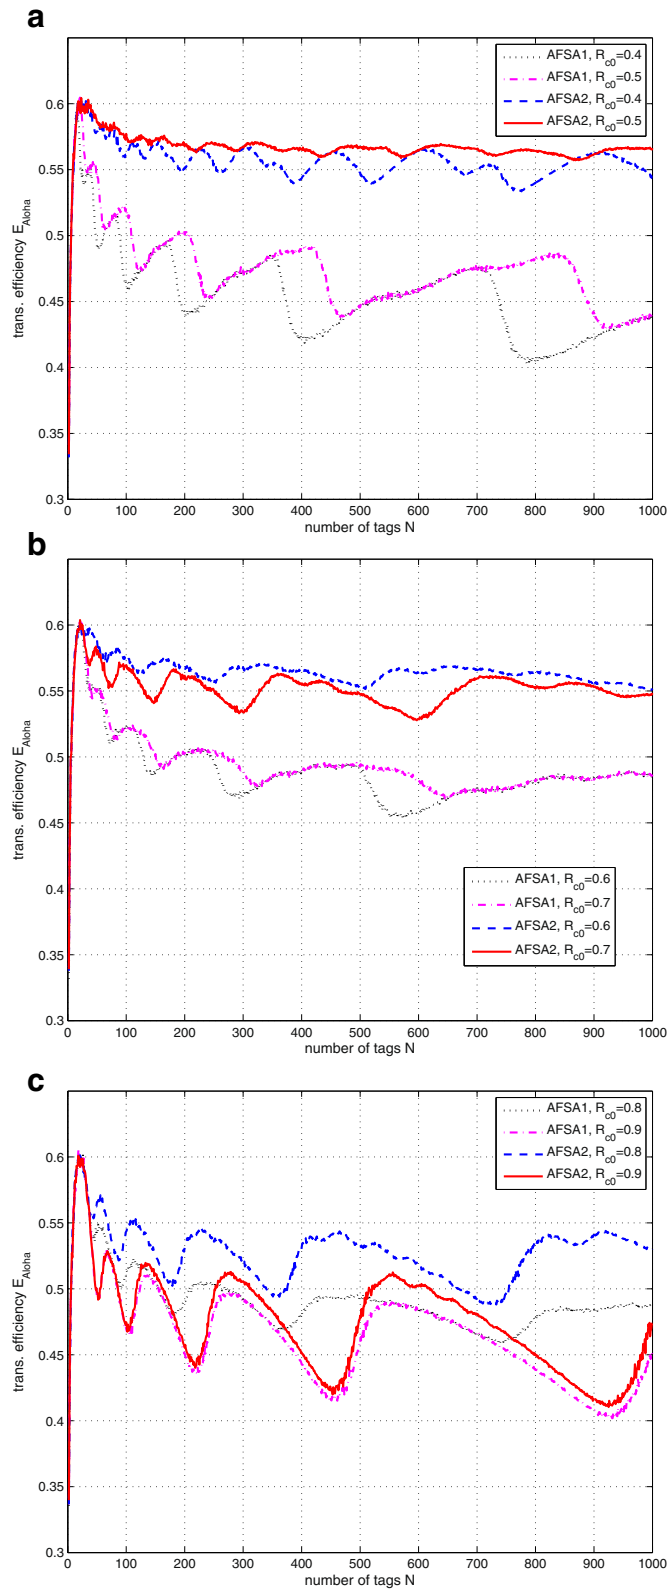 a
AFSA1, R_c0=0.4
AFSA1, R_c0=0.5
AFSA2, R_c0=0.4
AFSA2, R_c0=0.5
trans. efficiency E_Aloha
0.6
0.55
0.5
0.45
0.4
0.35
0.3
0 100 200 300 400 500 600 700 800 900 1000
number of tags N
b
trans. efficiency E_Aloha
0.6
0.55
0.5
0.45
0.4
0.35
0.3
AFSA1, R_c0=0.6
AFSA1, R_c0=0.7
AFSA2, R_c0=0.6
AFSA2, R_c0=0.7
0 100 200 300 400 500 600 700 800 900 1000
number of tags N
c
AFSA1, R_c0=0.8
AFSA1, R_c0=0.9
AFSA2, R_c0=0.8
AFSA2, R_c0=0.9
trans. efficiency E_Aloha
0.6
0.55
0.5
0.45
0.4
0.35
0.3
0 100 200 300 400 500 600 700 800 900 1000
number of tags N